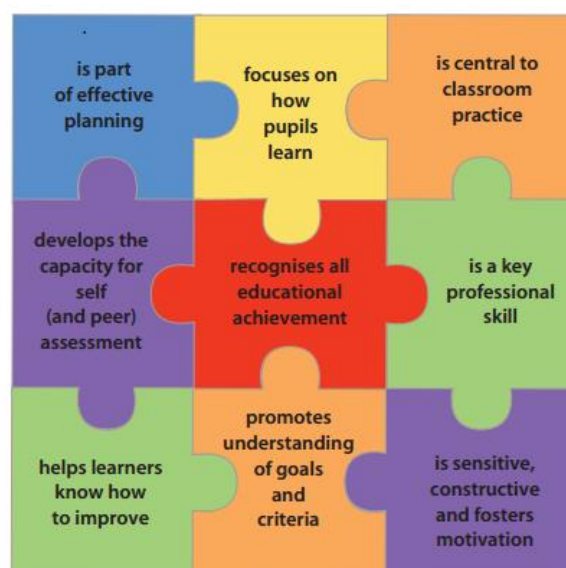 is part
of effective
planning
focuses on
how
pupils
learn
is central to
classroom
practice
develops the
capacity for
self
(and peer)
assessment
recognises all
educational
achievement
is a key
professional
skill
helps learners
know how
to improve
promotes
understanding
of goals
and
criteria
is sensitive,
constructive
and fosters
motivation